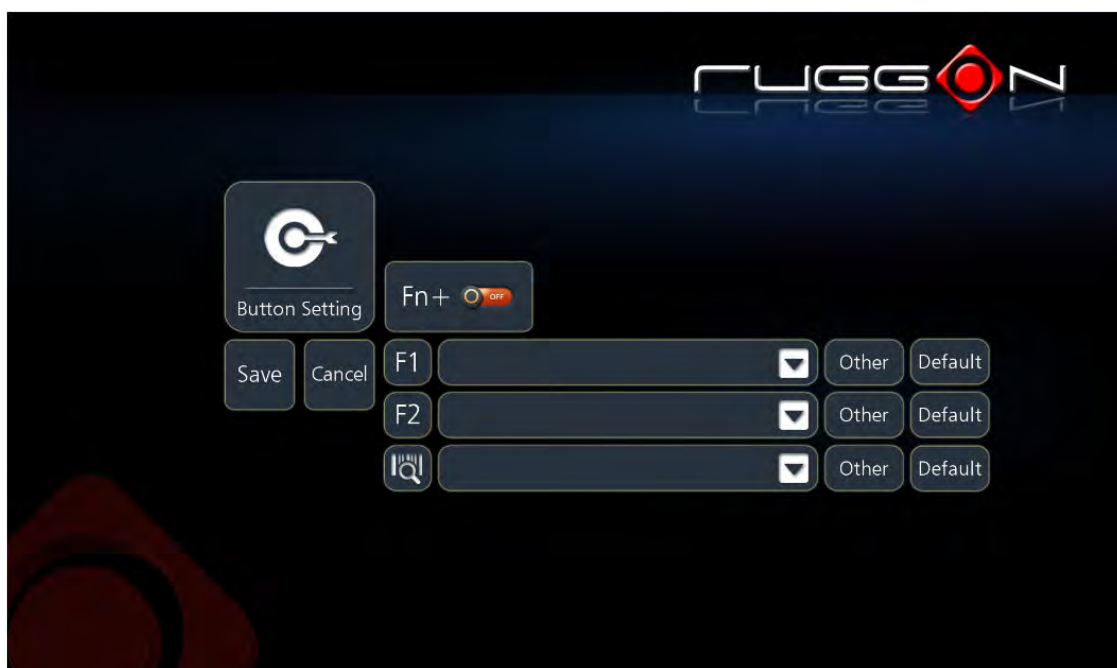 RUGGON
Button Setting
Fn+ OFF
Save Cancel
F1 Other Default
F2 Other Default
Other Default